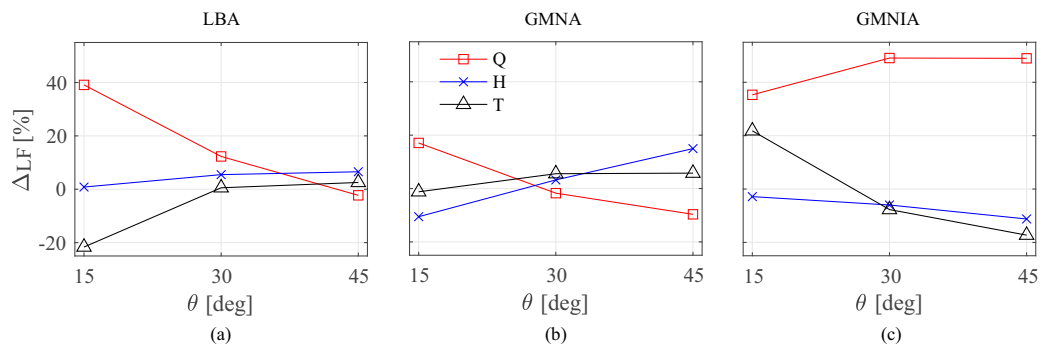 LBA
GMNA
GMNIA
Δ_LF [%]
40
20
0
-20
15
30
45
θ [deg]
(a)
Q
H
T
15
30
45
θ [deg]
(b)
15
30
45
θ [deg]
(c)